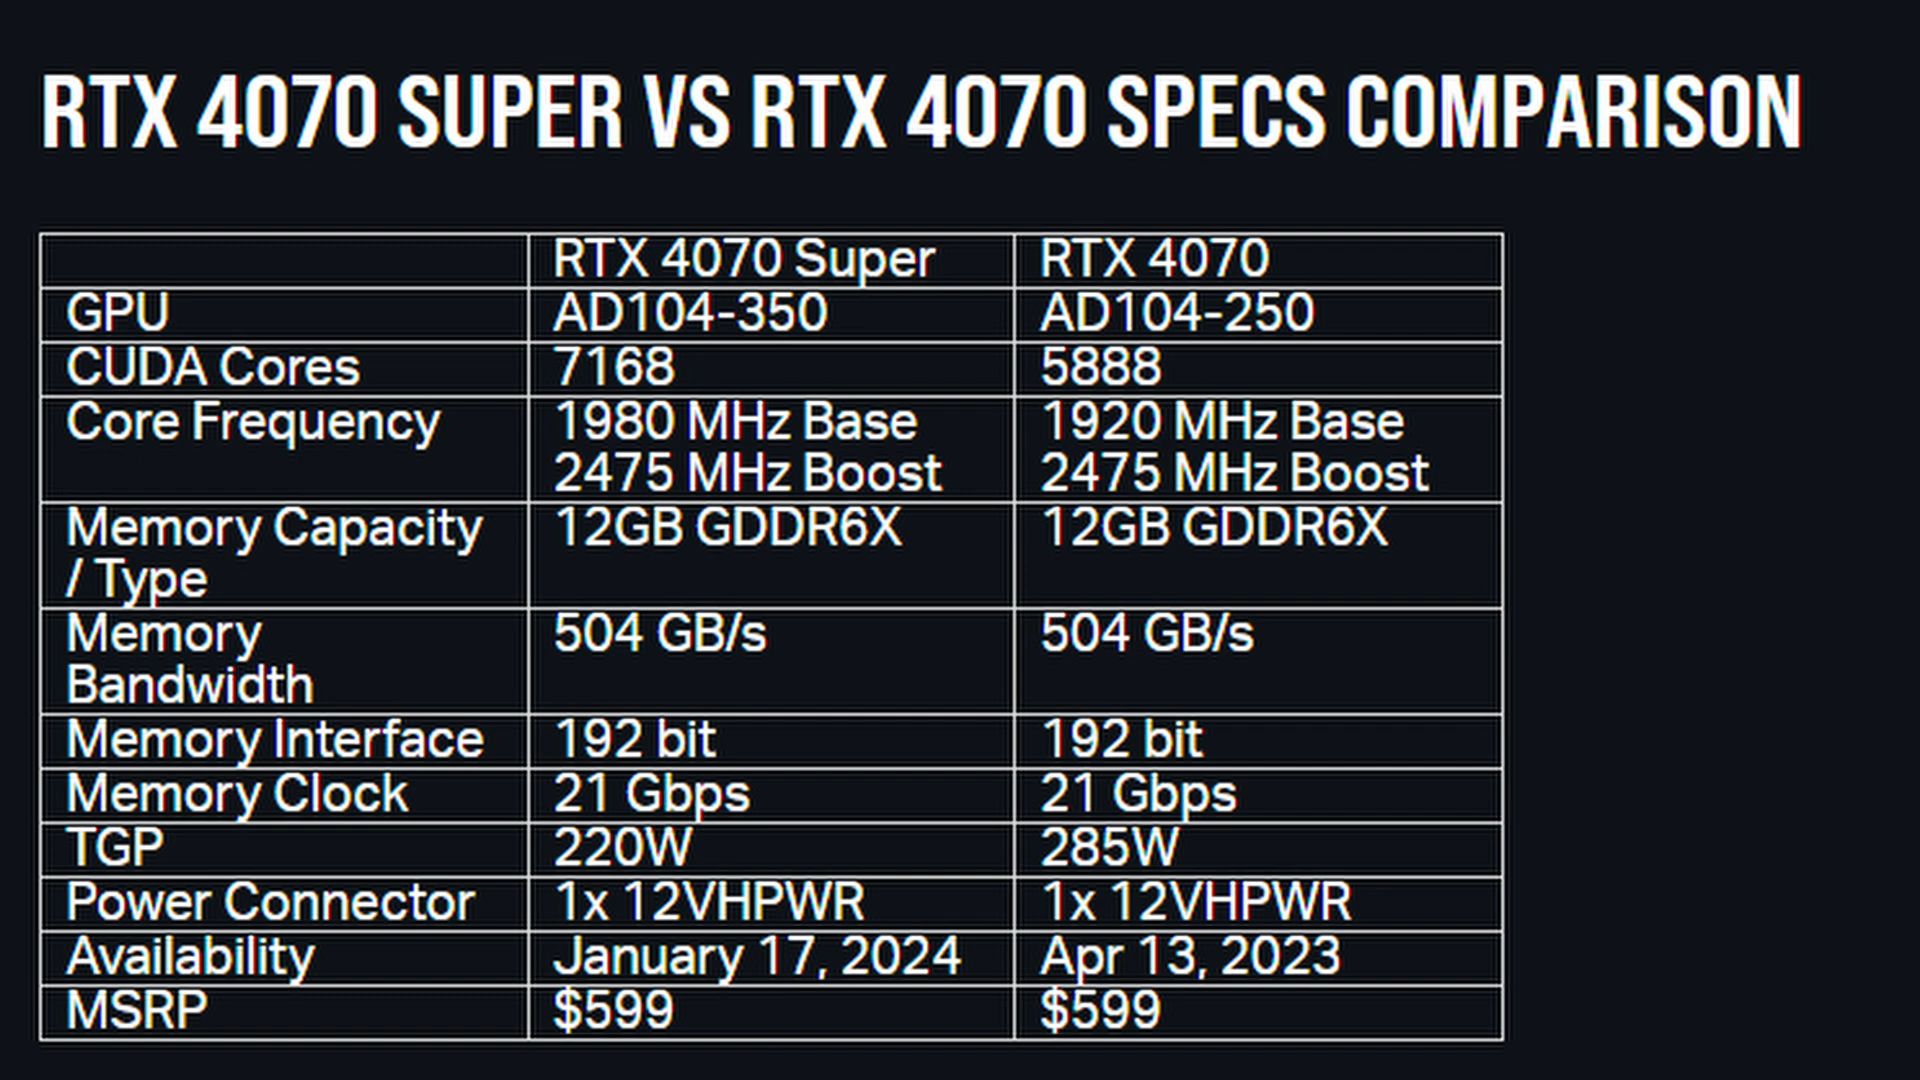 RTX 4070 SUPER VS RTX 4070 SPECS COMPARISON
RTX 4070 Super RTX 4070
GPU AD104-350 AD104-250
CUDA Cores 7168 5888
Core Frequency 1980 MHz Base 1920 MHz Base
2475 MHz Boost 2475 MHz Boost
Memory Capacity 12GB GDDR6X 12GB GDDR6X
/ Type
Memory 504 GB/s 504 GB/s
Bandwidth
Memory Interface 192 bit 192 bit
Memory Clock 21 Gbps 21 Gbps
TGP 220W 285W
Power Connector 1x 12VHPWR 1x 12VHPWR
Availability January 17, 2024 Apr 13, 2023
MSRP $599 $599